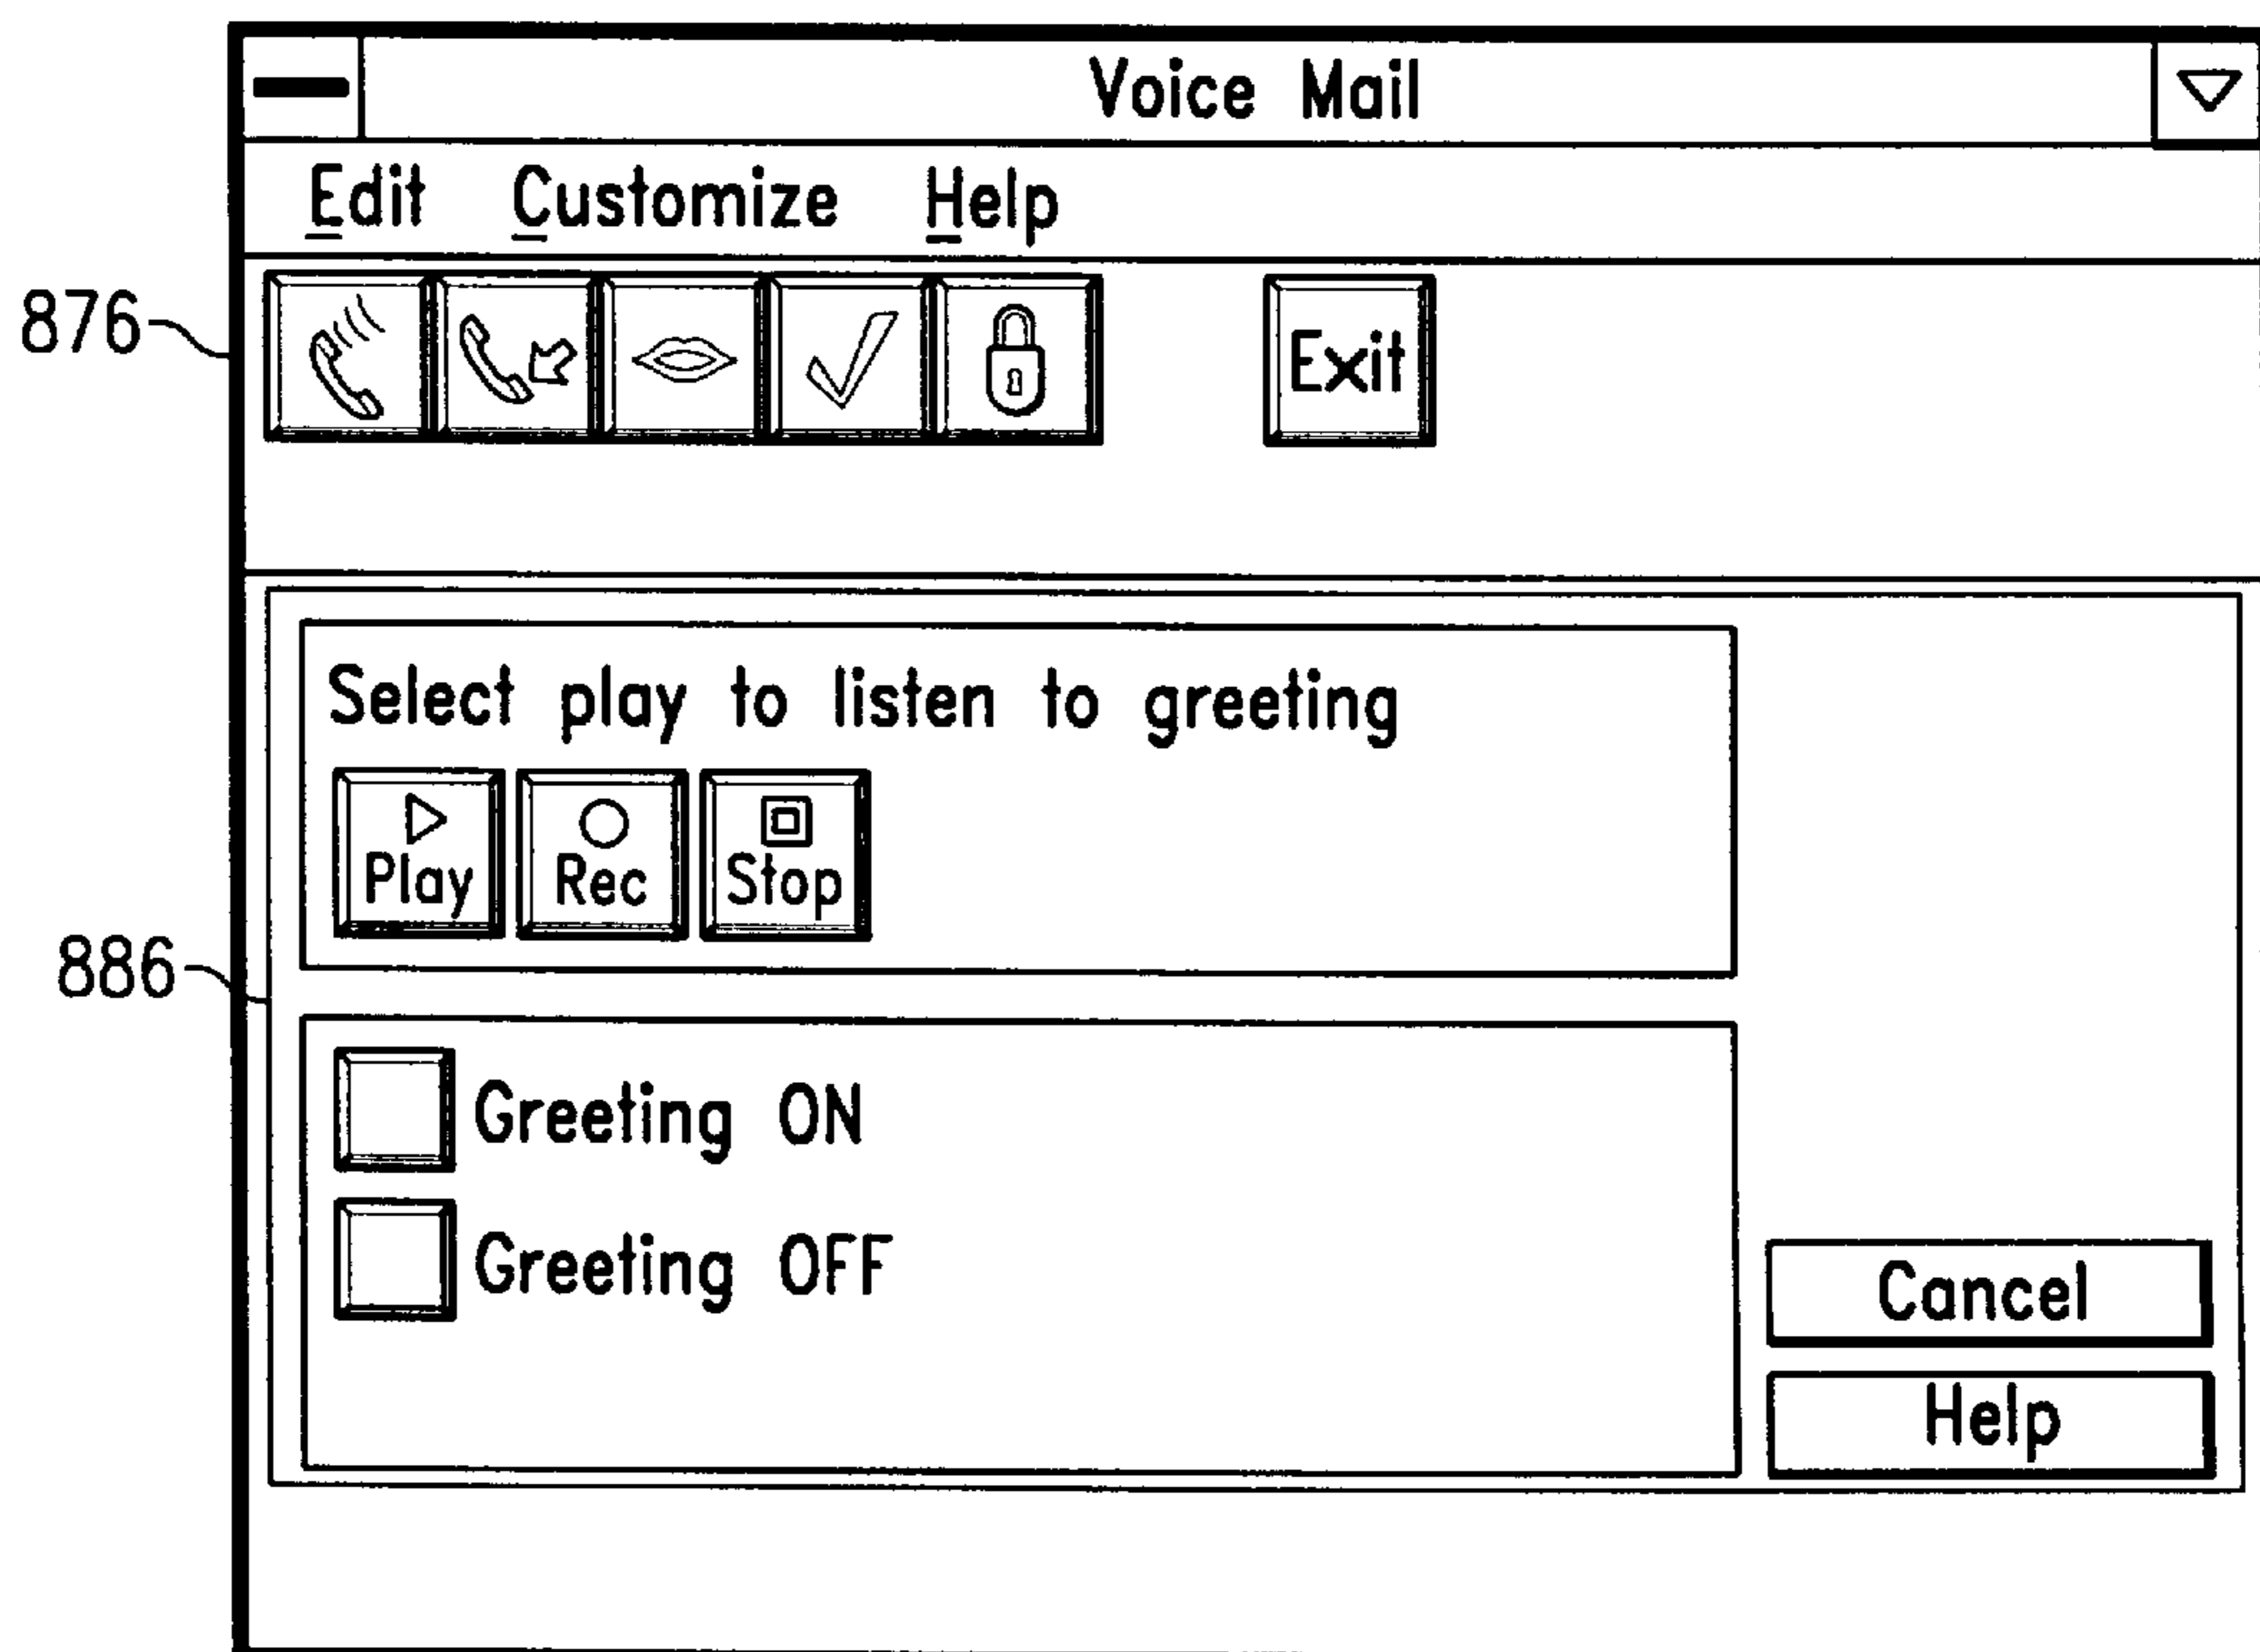 Voice Mail
Edit Customize Help
876
Exit
Select play to listen to greeting
Play Rec Stop
886
Greeting ON
Greeting OFF
Cancel
Help